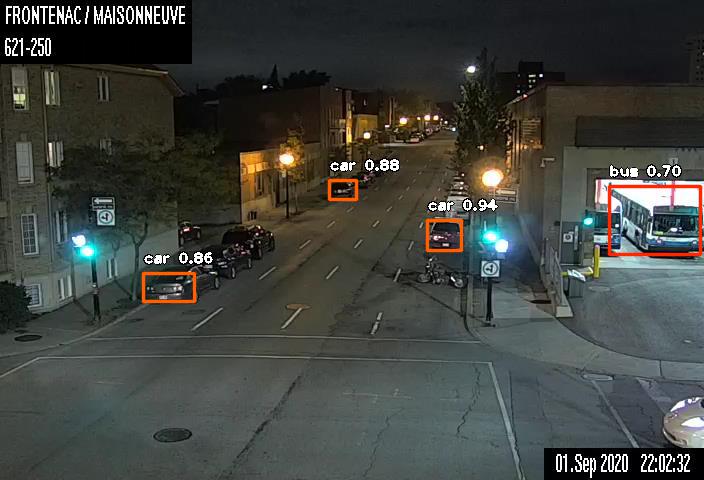 FRONTENAC / MAISONNEUVE
621-250
car 0.88
bus 0.70
car 0.94
car 0.86
01.Sep 2020 22:02:32